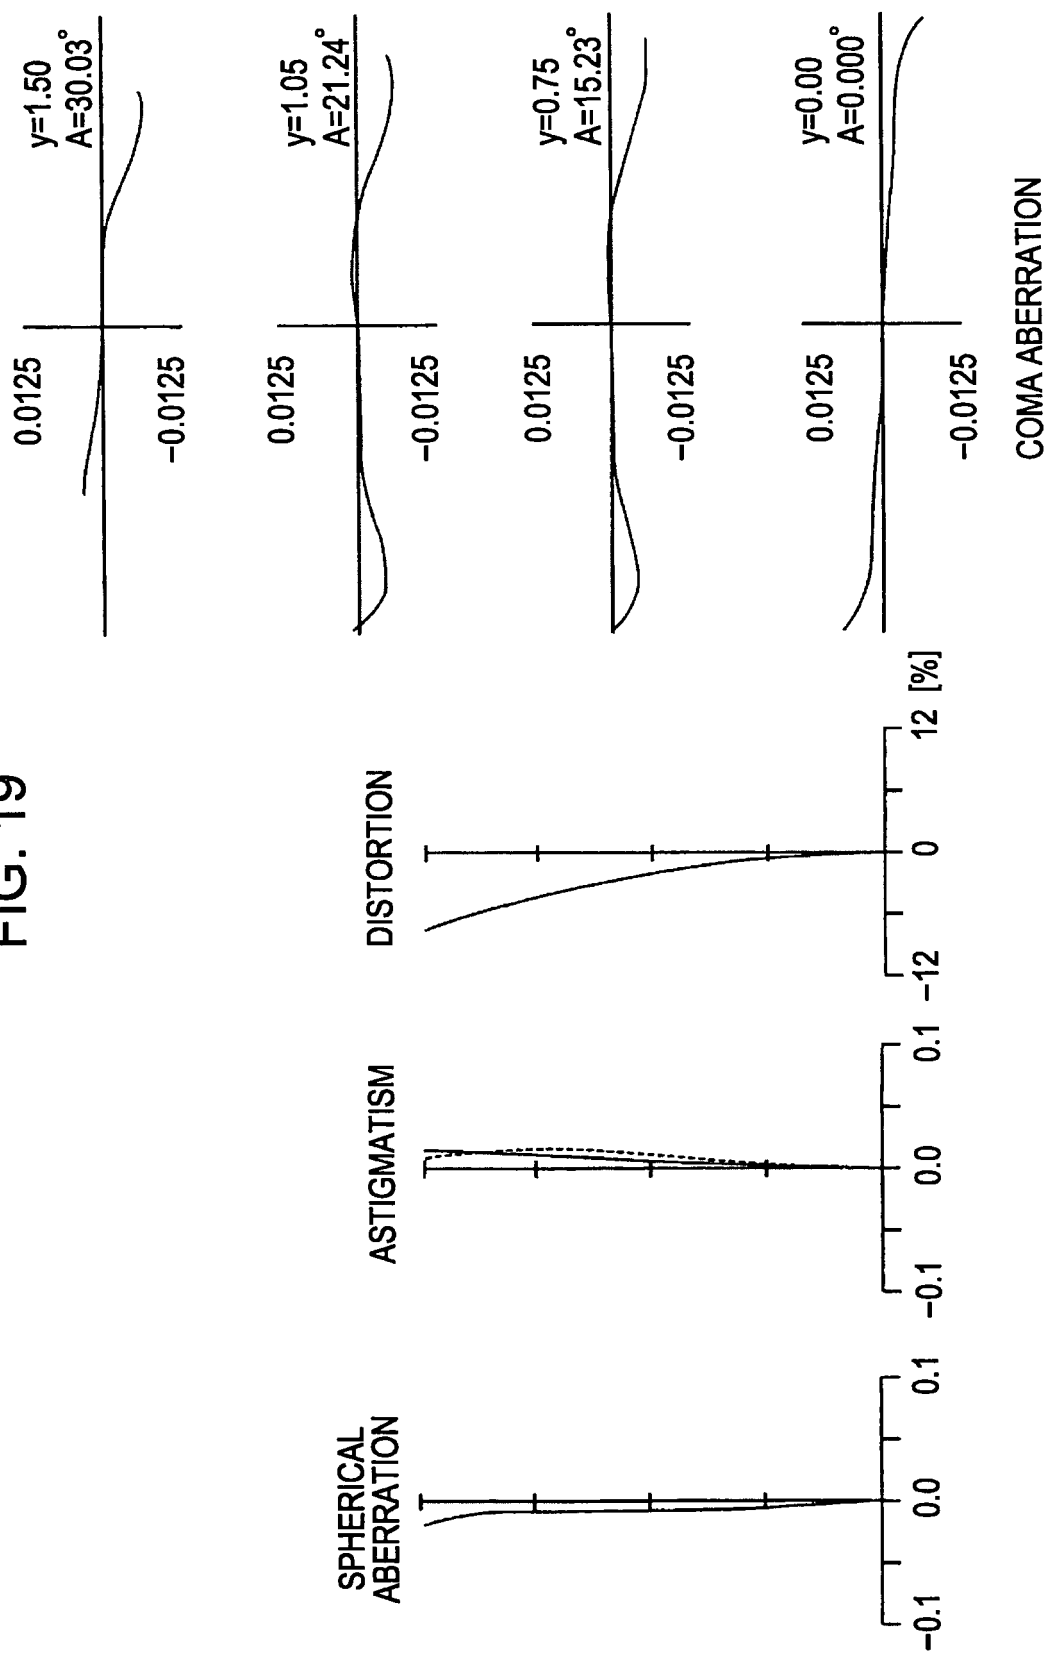 FIG. 19
SPHERICAL
ABERRATION
-0.1
0.0
0.1
ASTIGMATISM
-0.1
0.0
0.1
DISTORTION
-12
0
12 [%]
y=1.50
A=30.03°
0.0125
-0.0125
y=1.05
A=21.24°
0.0125
-0.0125
y=0.75
A=15.23°
0.0125
-0.0125
y=0.00
A=0.000°
0.0125
-0.0125
COMA ABERRATION